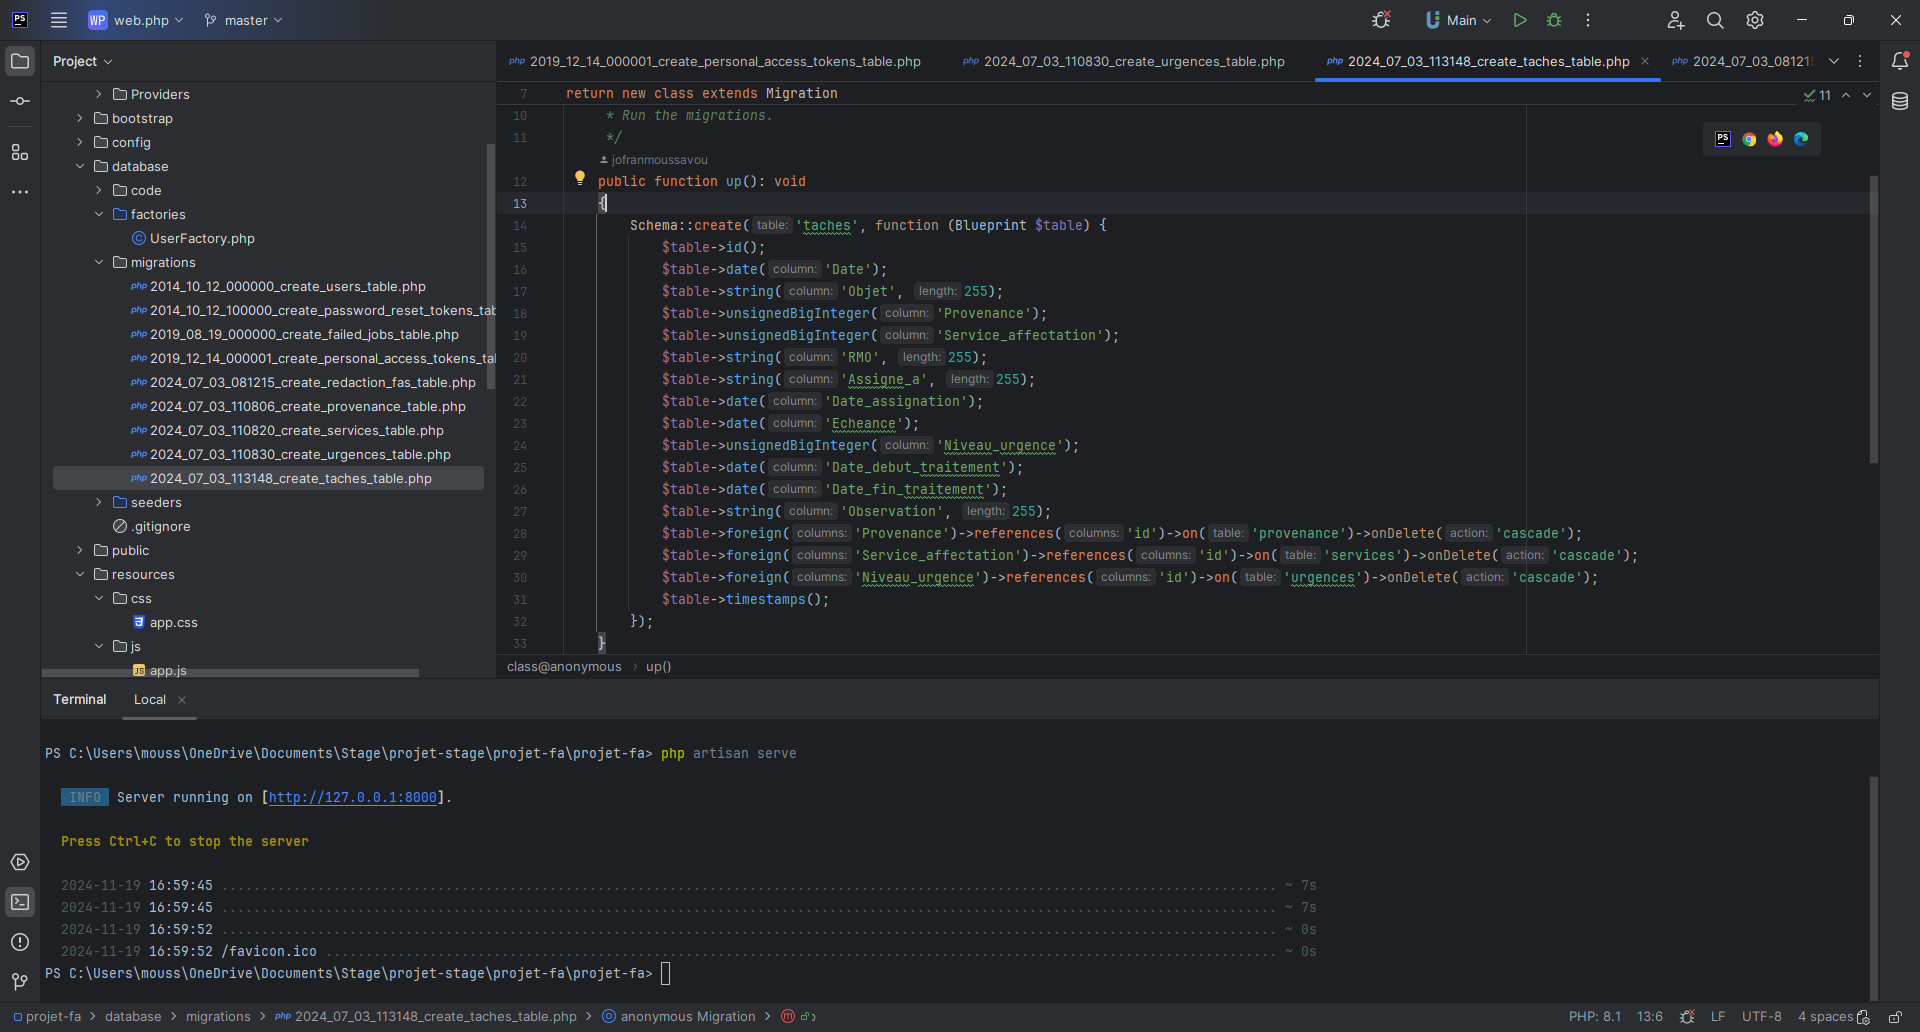 PS
WP web.php master
Main
Project
2019_12_14_000001_create_personal_access_tokens_table.php
2024_07_03_110830_create_urgences_table.php
2024_07_03_113148_create_taches_table.php
2024_07_03_08121
Providers
bootstrap
config
database
code
factories
UserFactory.php
migrations
php 2014_10_12_000000_create_users_table.php
php 2014_10_12_100000_create_password_reset_tokens_tab
php 2019_08_19_000000_create_failed_jobs_table.php
php 2019_12_14_000001_create_personal_access_tokens_tal
php 2024_07_03_081215_create_redaction_fas_table.php
php 2024_07_03_110806_create_provenance_table.php
php 2024_07_03_110820_create_services_table.php
php 2024_07_03_110830_create_urgences_table.php
php 2024_07_03_113148_create_taches_table.php
seeders
.gitignore
public
resources
css
app.css
js
JS app.js
7 return new class extends Migration
11
10 * Run the migrations.
11 */
jofranmoussavou
12 public function up(): void
13 {
14 Schema::create( table: 'taches', function (Blueprint $table) {
15 $table->id();
16 $table->date( column: 'Date');
17 $table->string( column: 'Objet', length: 255);
18 $table->unsignedBigInteger( column: 'Provenance');
19 $table->unsignedBigInteger( column: 'Service_affectation');
20 $table->string( column: 'RMO', length: 255);
21 $table->string( column: 'Assigne_a', length: 255);
22 $table->date( column: 'Date_assignation');
23 $table->date( column: 'Echeance');
24 $table->unsignedBigInteger( column: 'Niveau_urgence');
25 $table->date( column: 'Date_debut_traitement');
26 $table->date( column: 'Date_fin_traitement');
27 $table->string( column: 'Observation', length: 255);
28 $table->foreign( columns: 'Provenance')->references( columns: 'id')->on( table: 'provenance')->onDelete( action: 'cascade');
29 $table->foreign( columns: 'Service_affectation')->references( columns: 'id')->on( table: 'services')->onDelete( action: 'cascade');
30 $table->foreign( columns: 'Niveau_urgence')->references( columns: 'id')->on( table: 'urgences')->onDelete( action: 'cascade');
31 $table->timestamps();
32 });
33 }
class@anonymous › up()
Terminal Local
PS C:\Users\mouss\OneDrive\Documents\Stage\projet-stage\projet-fa\projet-fa> php artisan serve
INFO Server running on [http://127.0.0.1:8000].
Press Ctrl+C to stop the server
2024-11-19 16:59:45 ~ 7s
2024-11-19 16:59:45 ~ 7s
2024-11-19 16:59:52 ~ 0s
2024-11-19 16:59:52 /favicon.ico ~ 0s
PS C:\Users\mouss\OneDrive\Documents\Stage\projet-stage\projet-fa\projet-fa>
projet-fa › database › migrations › php 2024_07_03_113148_create_taches_table.php › anonymous Migration › m
PHP: 8.1 13:6 LF UTF-8 4 spaces